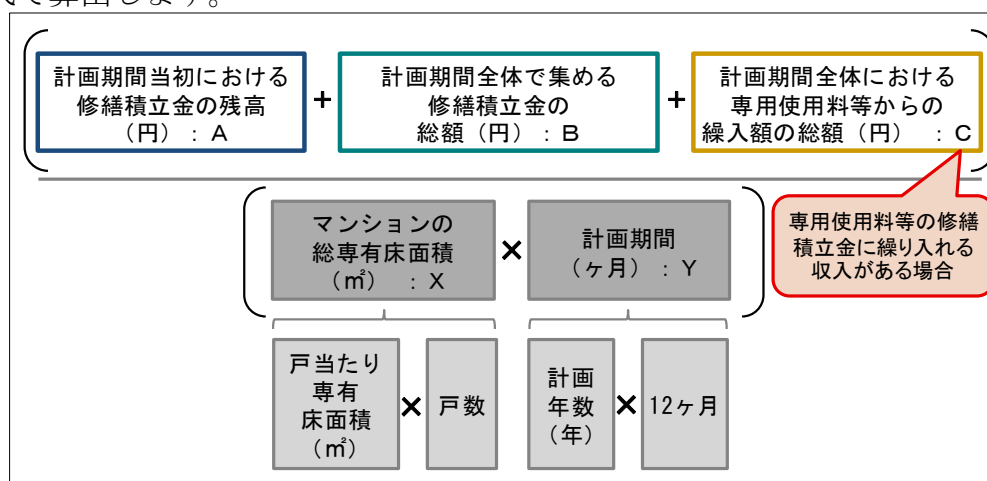 で算出します。
計画期間当初における
修繕積立金の残高
（円）：A
+
計画期間全体で集める
修繕積立金の
総額（円）：B
+
計画期間全体における
専用使用料等からの
繰入額の総額（円）：C
マンションの
総専有床面積
（㎡）：X
×
計画期間
（ヶ月）：Y
専用使用料等の修繕
積立金に繰り入れる
収入がある場合
戸当たり
専有
床面積
（㎡）
×
戸数
計画
年数
（年）
×
12ヶ月